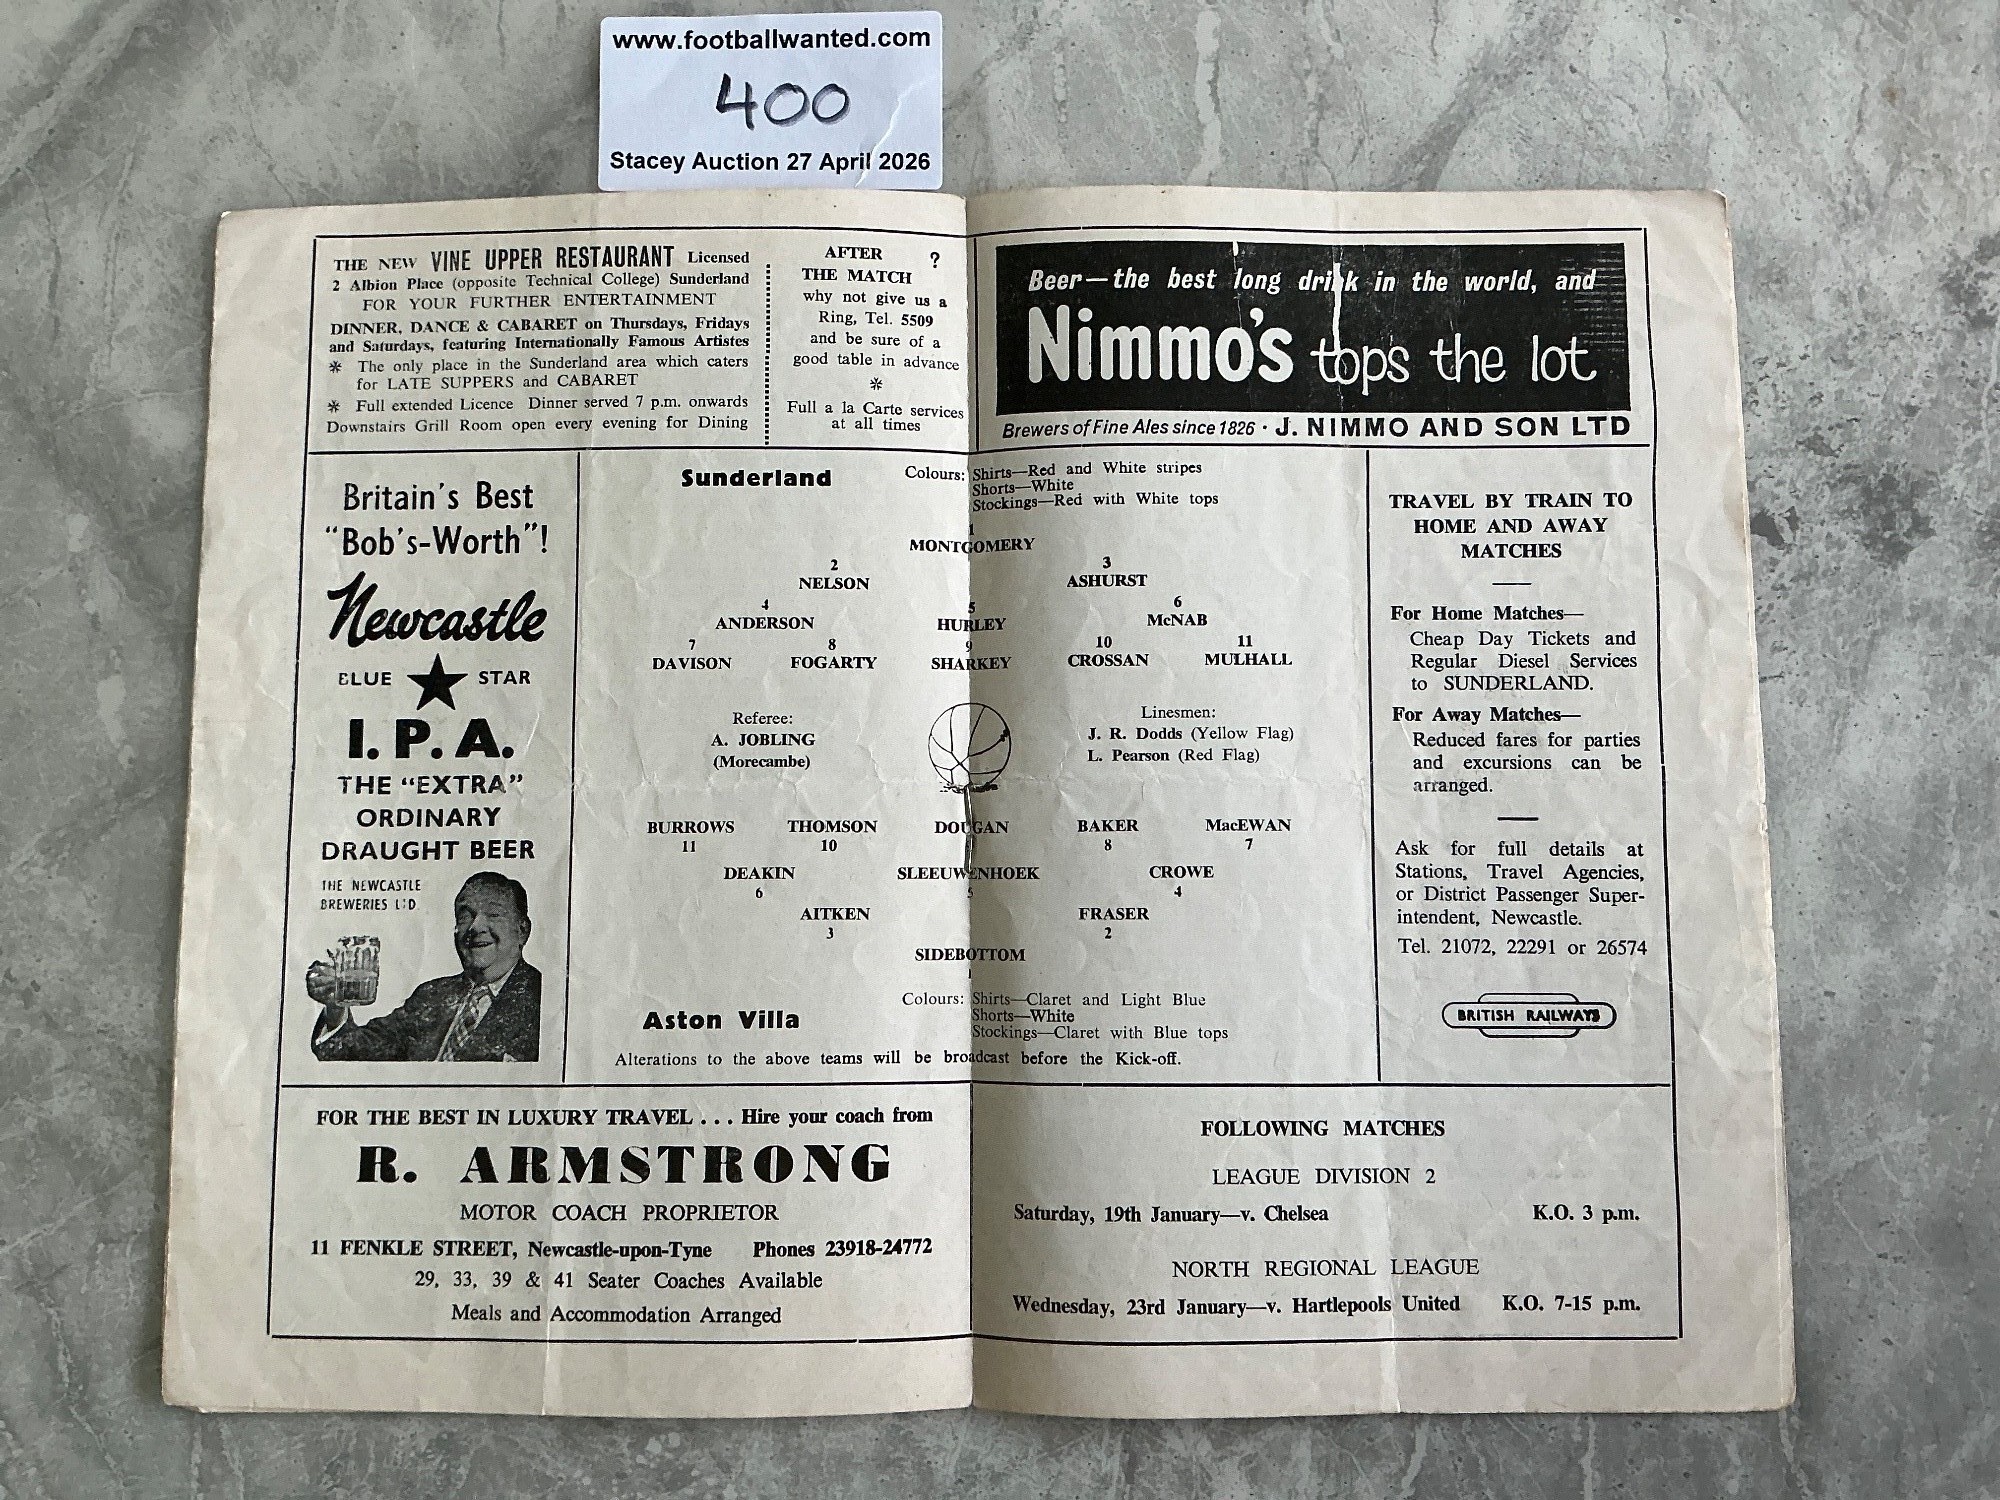 www.footballwanted.com
400
Stacey Auction 27 April 2026
THE NEW VINE UPPER RESTAURANT Licensed
2 Albion Place (opposite Technical College) Sunderland
FOR YOUR FURTHER ENTERTAINMENT
DINNER, DANCE & CABARET on Thursdays, Fridays
and Saturdays, featuring Internationally Famous Artistes
* The only place in the Sunderland area which caters
for LATE SUPPERS and CABARET
* Full extended Licence Dinner served 7 p.m. onwards
Downstairs Grill Room open every evening for Dining
AFTER ?
THE MATCH
why not give us a
Ring, Tel. 5509
and be sure of a
good table in advance
*
Full a la Carte services
at all times
Beer—the best long drink in the world, and
Nimmo's tops the lot
Brewers of Fine Ales since 1826 · J. NIMMO AND SON LTD
Britain's Best
"Bob's-Worth"!
Newcastle
BLUE STAR
I.P.A.
THE "EXTRA"
ORDINARY
DRAUGHT BEER
THE NEWCASTLE
BREWERIES LTD
Sunderland
Colours: Shirts—Red and White stripes
Shorts—White
Stockings—Red with White tops
1
MONTGOMERY
2 3
NELSON ASHURST
4 5 6
ANDERSON HURLEY McNAB
7 8 9 10 11
DAVISON FOGARTY SHARKEY CROSSAN MULHALL
Referee:
A. JOBLING
(Morecambe)
Linesmen:
J. R. Dodds (Yellow Flag)
L. Pearson (Red Flag)
BURROWS THOMSON DOUGAN BAKER MacEWAN
11 10 8 7
DEAKIN SLEEUWENHOEK CROWE
6 5 4
AITKEN FRASER
3 2
SIDEBOTTOM
1
Aston Villa
Colours: Shirts—Claret and Light Blue
Shorts—White
Stockings—Claret with Blue tops
Alterations to the above teams will be broadcast before the Kick-off.
TRAVEL BY TRAIN TO
HOME AND AWAY
MATCHES
For Home Matches—
Cheap Day Tickets and
Regular Diesel Services
to SUNDERLAND.
For Away Matches—
Reduced fares for parties
and excursions can be
arranged.
Ask for full details at
Stations, Travel Agencies,
or District Passenger Super-
intendent, Newcastle.
Tel. 21072, 22291 or 26574
BRITISH RAILWAYS
FOR THE BEST IN LUXURY TRAVEL . . . Hire your coach from
R. ARMSTRONG
MOTOR COACH PROPRIETOR
11 FENKLE STREET, Newcastle-upon-Tyne Phones 23918-24772
29, 33, 39 & 41 Seater Coaches Available
Meals and Accommodation Arranged
FOLLOWING MATCHES
LEAGUE DIVISION 2
Saturday, 19th January—v. Chelsea K.O. 3 p.m.
NORTH REGIONAL LEAGUE
Wednesday, 23rd January—v. Hartlepools United K.O. 7-15 p.m.